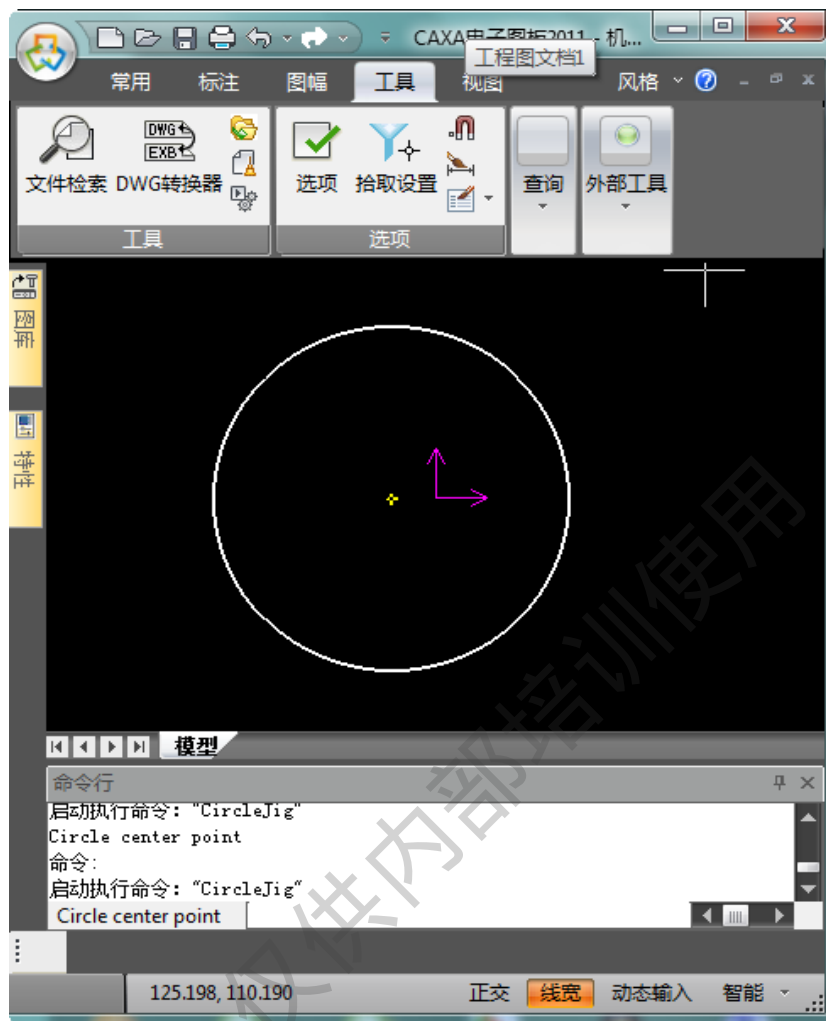 CAXA电子图板2011 - 机...
工程图文档1
常用 标注 图幅 工具 视图 风格
DWG
EXB
文件检索 DWG转换器 选项 拾取设置 查询 外部工具
工具 选项
图库
特性
模型
命令行
启动执行命令: "CircleJig"
Circle center point
命令:
启动执行命令: "CircleJig"
Circle center point
125.198, 110.190 正交 线宽 动态输入 智能
仅供内部培训使用